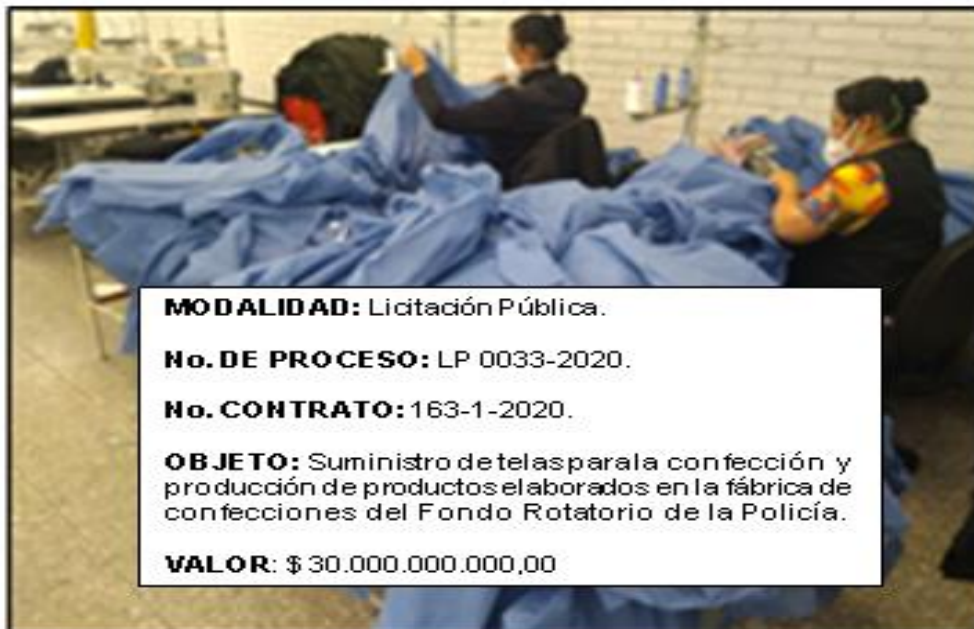 MODALIDAD: Licitación Pública.
No. DE PROCESO: LP 0033-2020.
No. CONTRATO: 163-1-2020.
OBJETO: Suministro de telas para la confección y
producción de productos elaborados en la fábrica de
confecciones del Fondo Rotatorio de la Policía.
VALOR: $ 30.000.000.000,00